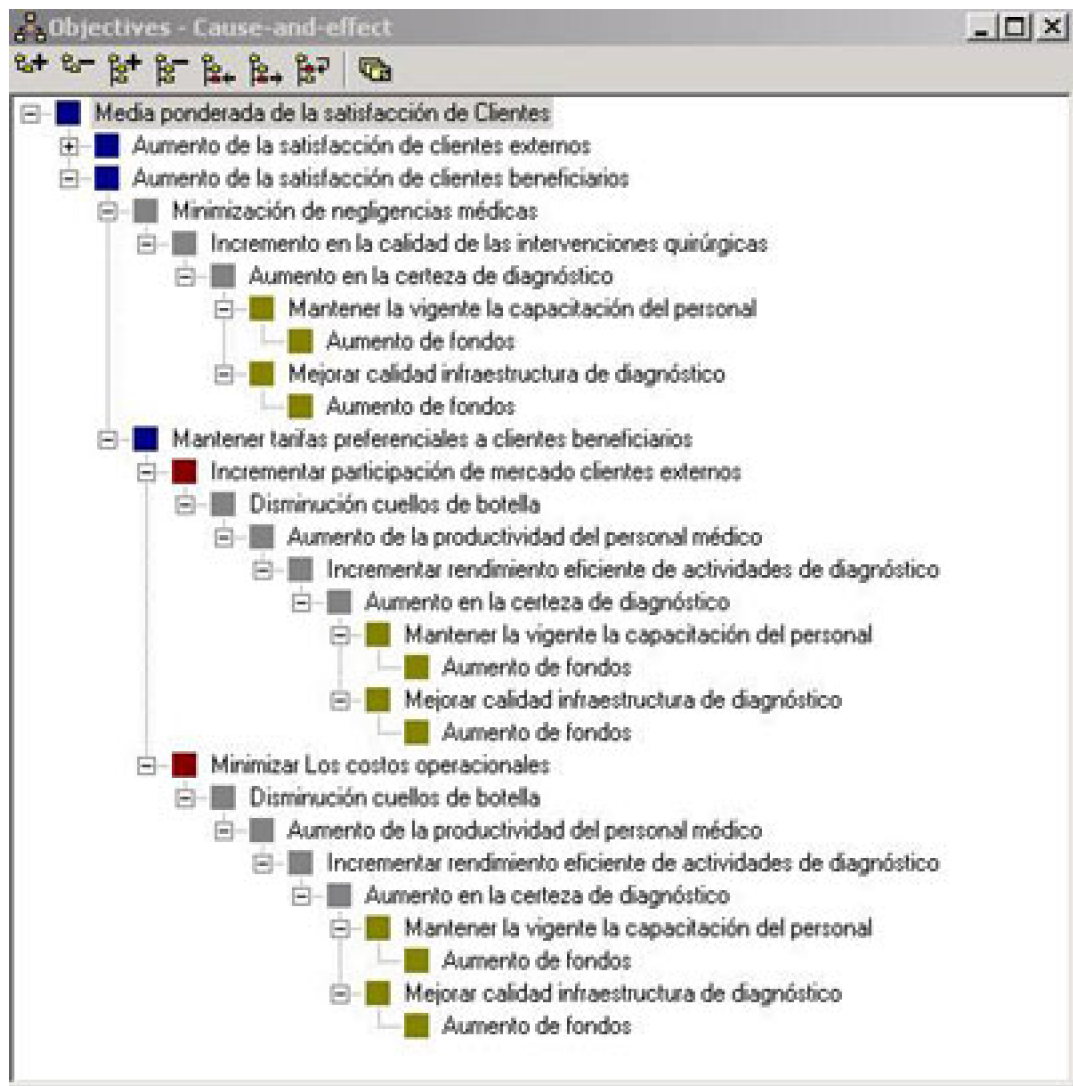 Objectives - Cause-and-effect
Media ponderada de la satisfacción de Clientes
Aumento de la satisfacción de clientes externos
Aumento de la satisfacción de clientes beneficiarios
Minimización de negligencias médicas
Incremento en la calidad de las intervenciones quirúrgicas
Aumento en la certeza de diagnóstico
Mantener la vigente la capacitación del personal
Aumento de fondos
Mejorar calidad infraestructura de diagnóstico
Aumento de fondos
Mantener tarifas preferenciales a clientes beneficiarios
Incrementar participación de mercado clientes externos
Disminución cuellos de botella
Aumento de la productividad del personal médico
Incrementar rendimiento eficiente de actividades de diagnóstico
Aumento en la certeza de diagnóstico
Mantener la vigente la capacitación del personal
Aumento de fondos
Mejorar calidad infraestructura de diagnóstico
Aumento de fondos
Minimizar Los costos operacionales
Disminución cuellos de botella
Aumento de la productividad del personal médico
Incrementar rendimiento eficiente de actividades de diagnóstico
Aumento en la certeza de diagnóstico
Mantener la vigente la capacitación del personal
Aumento de fondos
Mejorar calidad infraestructura de diagnóstico
Aumento de fondos